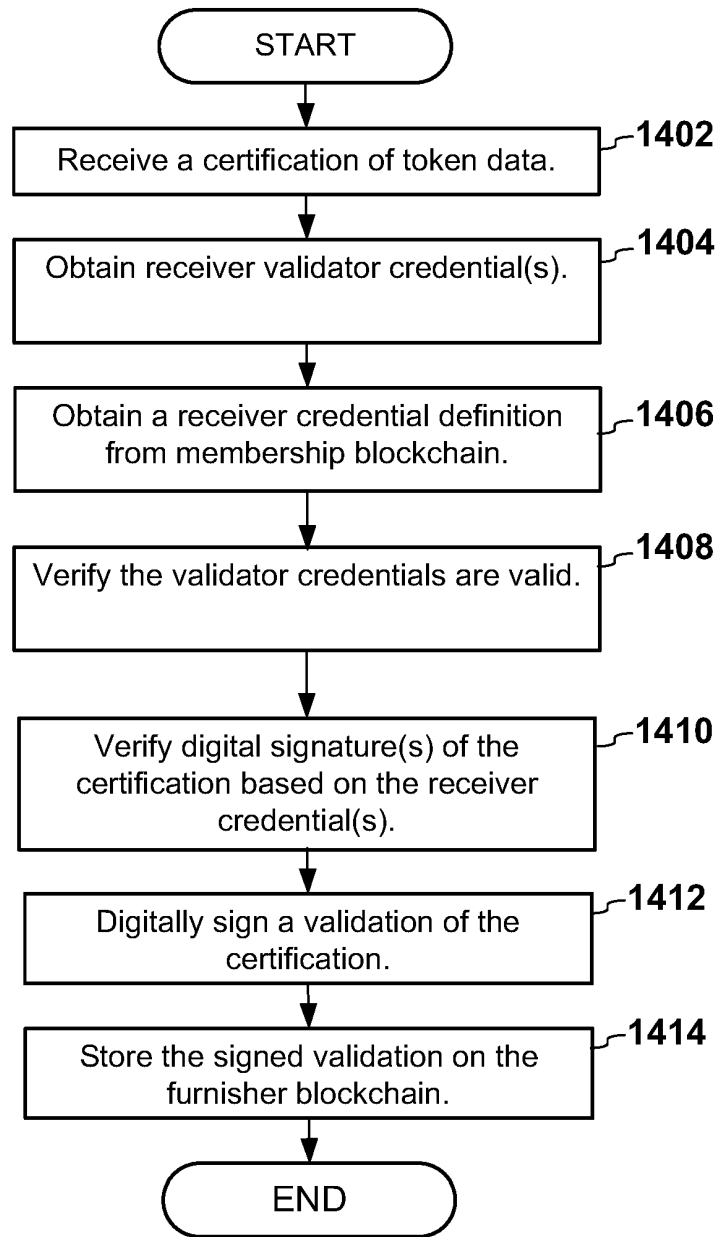 START
1402
Receive a certification of token data.
1404
Obtain receiver validator credential(s).
1406
Obtain a receiver credential definition
from membership blockchain.
1408
Verify the validator credentials are valid.
1410
Verify digital signature(s) of the
certification based on the receiver
credential(s).
1412
Digitally sign a validation of the
certification.
1414
Store the signed validation on the
furnisher blockchain.
END